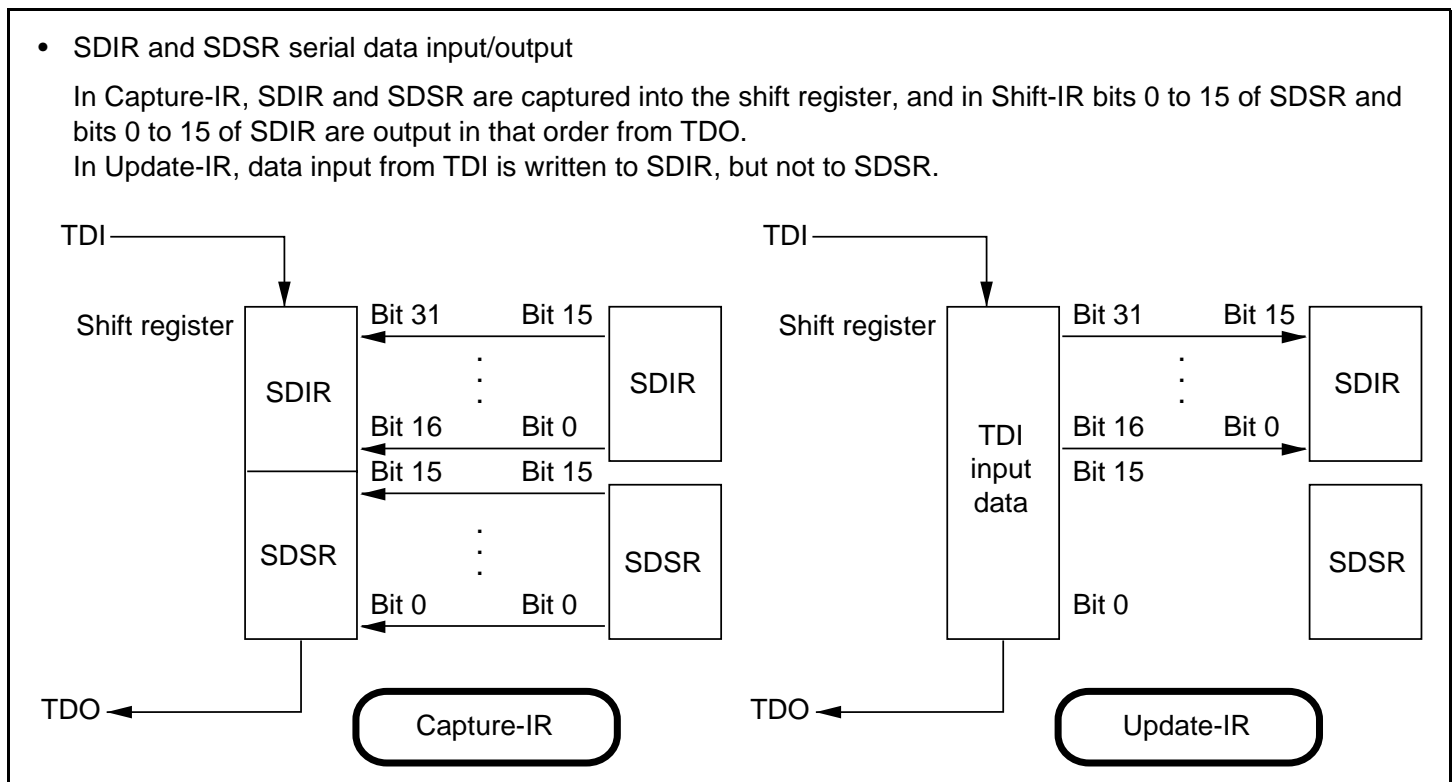 • SDIR and SDSR serial data input/output
In Capture-IR, SDIR and SDSR are captured into the shift register, and in Shift-IR bits 0 to 15 of SDSR and
bits 0 to 15 of SDIR are output in that order from TDO.
In Update-IR, data input from TDI is written to SDIR, but not to SDSR.
TDI
Shift register
Bit 31 Bit 15
SDIR
SDIR
Bit 16 Bit 0
Bit 15 Bit 15
SDSR
SDSR
Bit 0 Bit 0
TDO
Capture-IR
TDI
Shift register
Bit 31 Bit 15
SDIR
TDI
input
data
Bit 16 Bit 0
Bit 15
SDSR
Bit 0
TDO
Update-IR